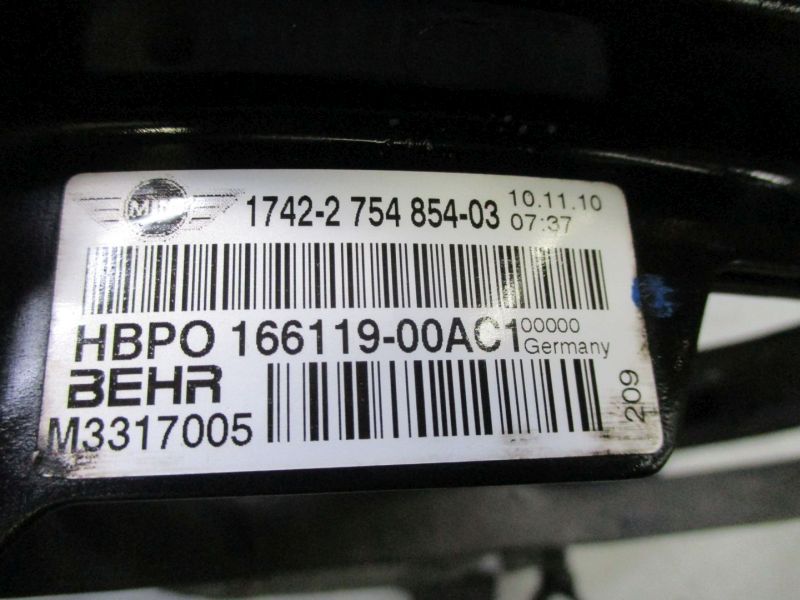 MINI 1742-2 754 854-03 10.11.10
07:37
HBPO 166119-00AC1 00000
Germany
BEHR
M3317005
209